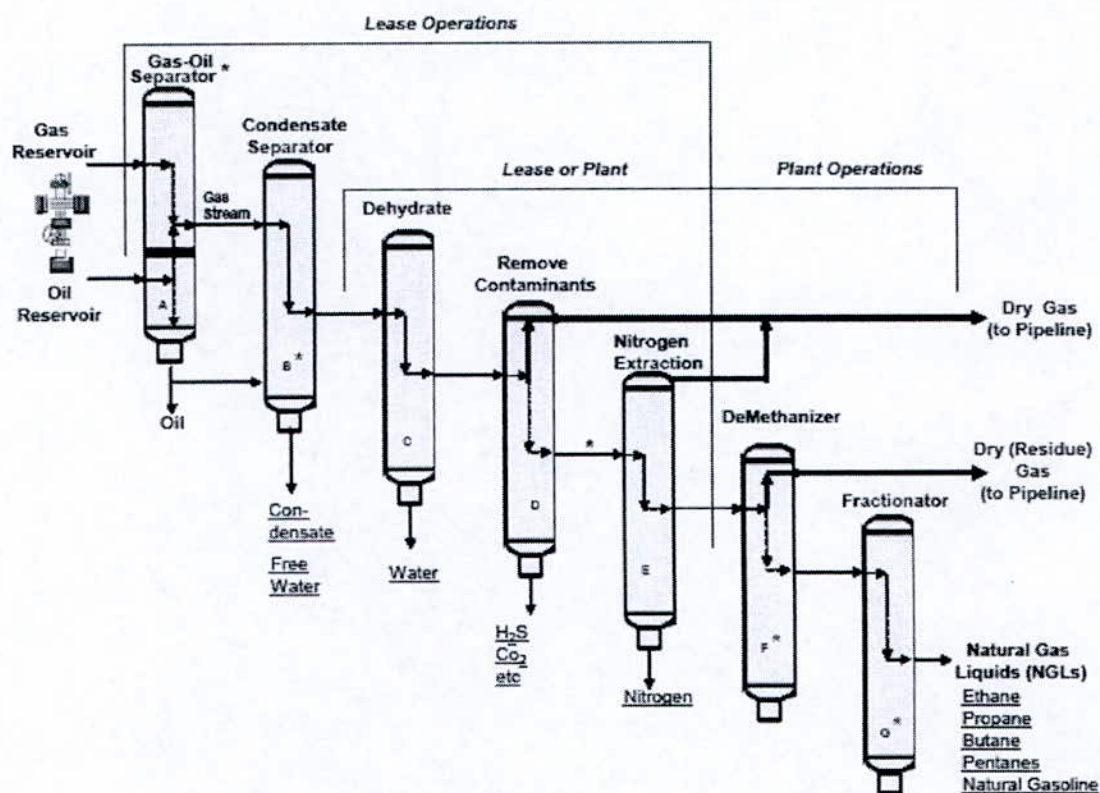 Lease Operations
Gas-Oil
Separator *
Condensate
Separator
Gas
Reservoir
Lease or Plant
Plant Operations
Gas
Stream
Dehydrate
Remove
Contaminants
Oil
Reservoir
A
Dry Gas
(to Pipeline)
B *
Nitrogen
Extraction
Oil
DeMethanizer
*
C
Dry (Residue)
Gas
(to Pipeline)
Fractionator
D
Con-
densate
Free
Water
Water
E
H2S
Co2
etc
F *
Natural Gas
Liquids (NGLs)
Nitrogen
Ethane
Propane
Butane
Pentanes
Natural Gasoline
G *